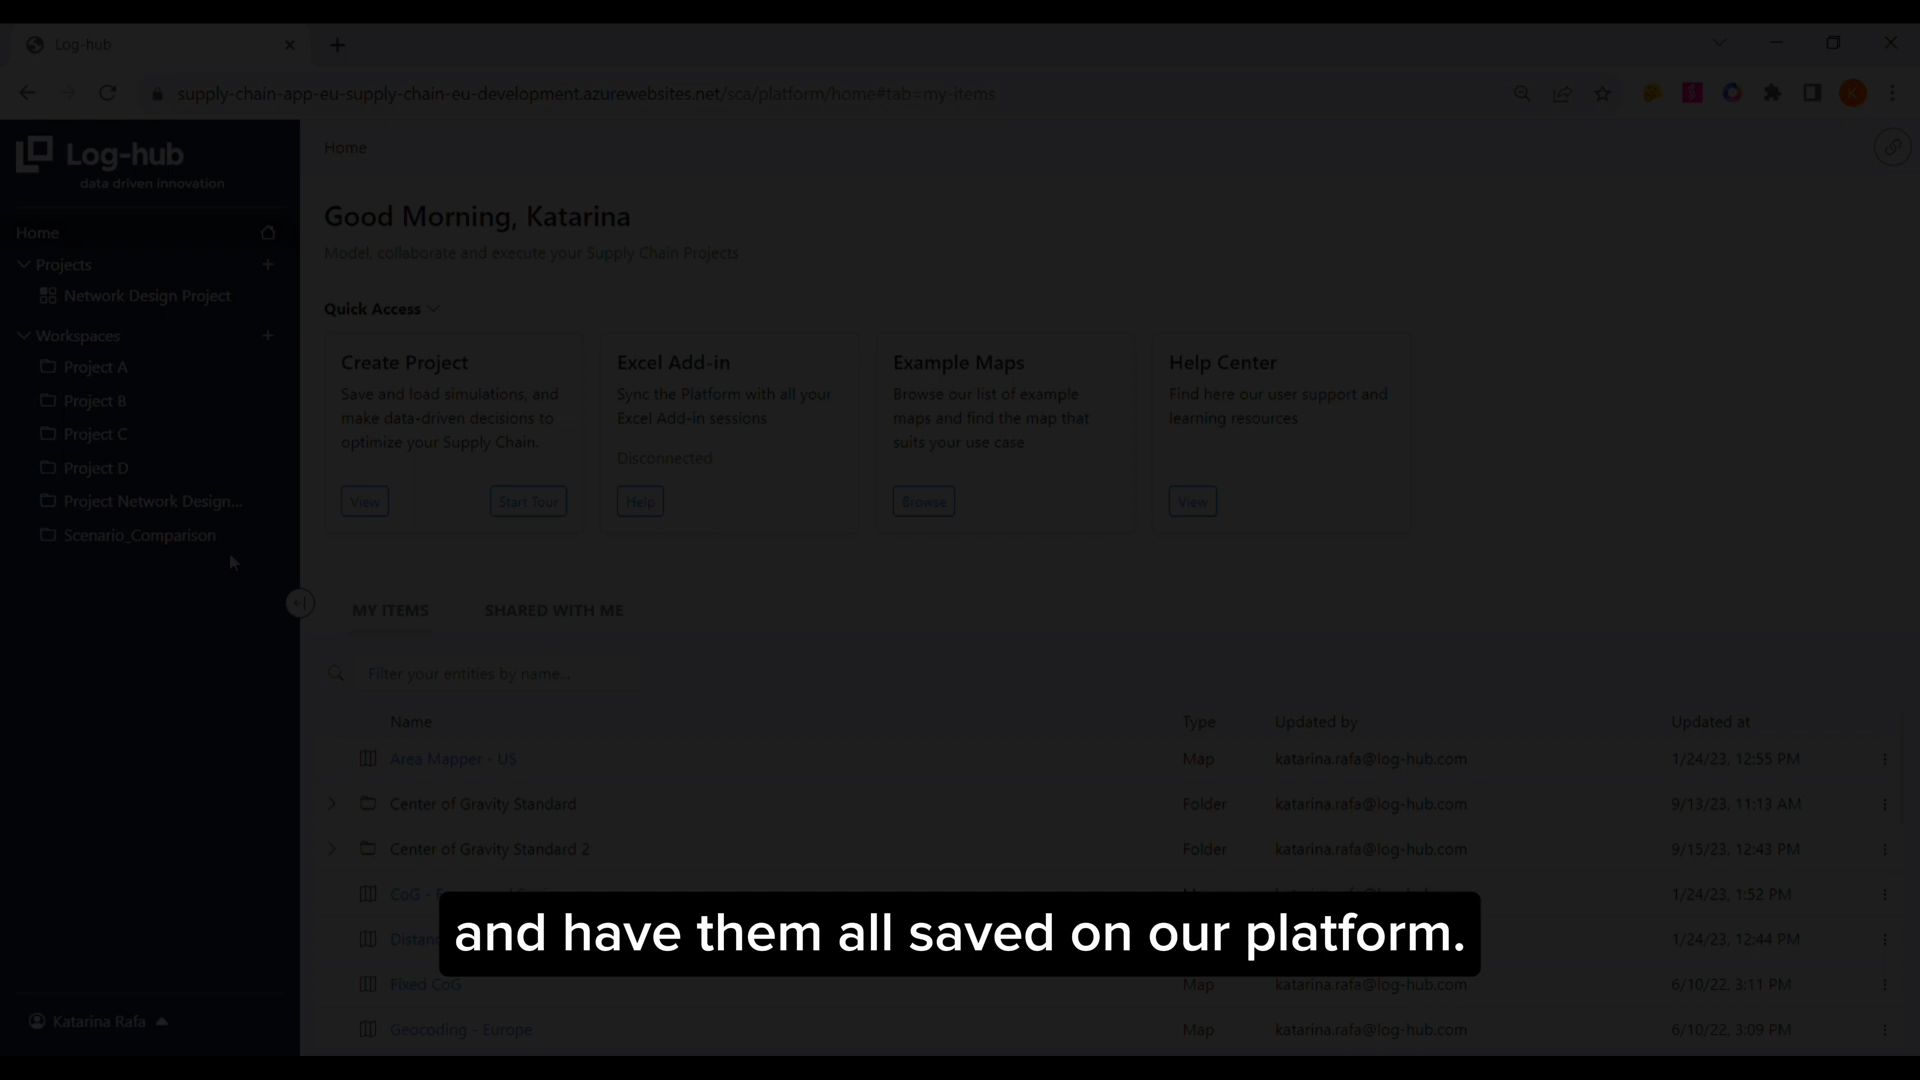 Log-hub
supply-chain-app-eu-supply-chain-eu-development.azurewebsites.net/sca/platform/home#tab=my-items
K
Log-hub
data driven innovation
Home
Projects
Network Design Project
Workspaces
Project A
Project B
Project C
Project D
Project Network Design...
Scenario_Comparison
Katarina Rafa
Home
Good Morning, Katarina
Model, collaborate and execute your Supply Chain Projects
Quick Access
Create Project
Save and load simulations, and
make data-driven decisions to
optimize your Supply Chain.
View
Start Tour
Excel Add-in
Sync the Platform with all your
Excel Add-in sessions
Disconnected
Help
Example Maps
Browse our list of example
maps and find the map that
suits your use case
Browse
Help Center
Find here our user support and
learning resources
View
MY ITEMS SHARED WITH ME
Filter your entities by name...
Name Type Updated by Updated at
Area Mapper - US Map katarina.rafa@log-hub.com 1/24/23, 12:55 PM
Center of Gravity Standard Folder katarina.rafa@log-hub.com 9/13/23, 11:13 AM
Center of Gravity Standard 2 Folder katarina.rafa@log-hub.com 9/15/23, 12:43 PM
CoG - 1/24/23, 1:52 PM
1/24/23, 12:44 PM
and have them all saved on our platform.
Fixed CoG Map katarina.rafa@log-hub.com 6/10/22, 3:11 PM
Geocoding - Europe Map katarina.rafa@log-hub.com 6/10/22, 3:09 PM